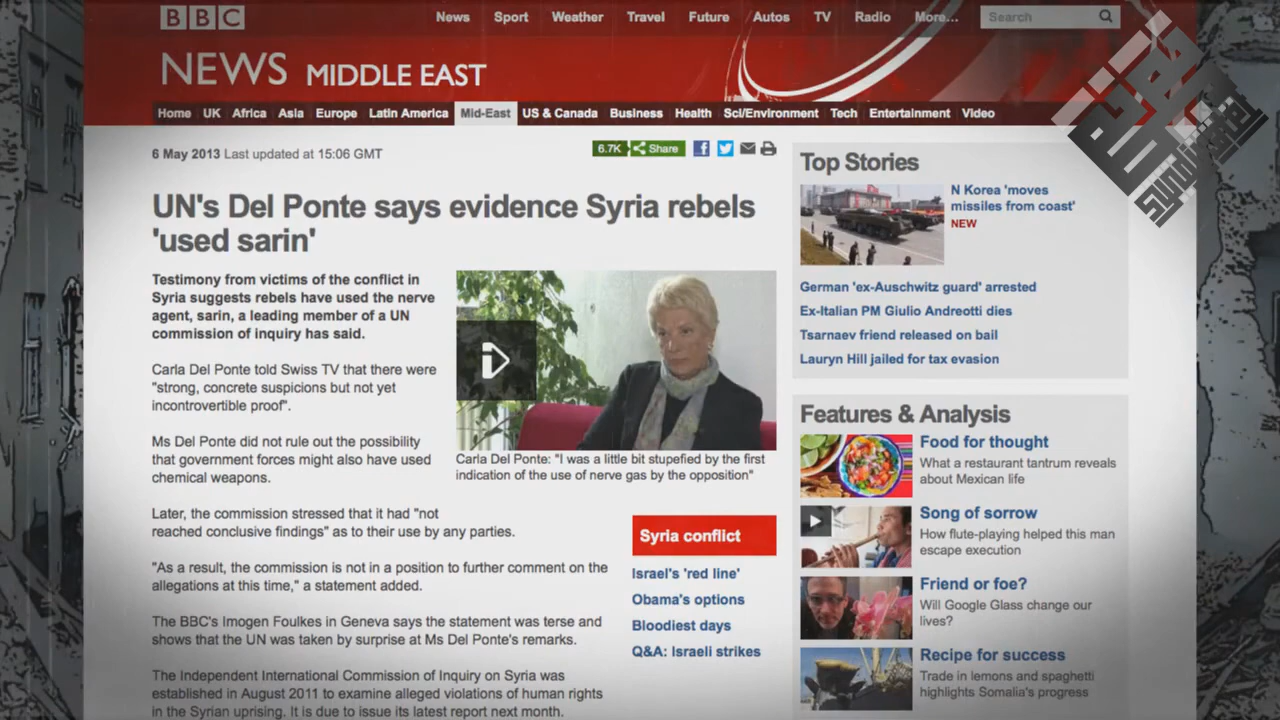 BBC
News Sport Weather Travel Future Autos TV Radio More... Search
NEWS MIDDLE EAST
Home UK Africa Asia Europe Latin America Mid-East US & Canada Business Health Sci/Environment Tech Entertainment Video
6 May 2013 Last updated at 15:06 GMT
6.7K Share
UN's Del Ponte says evidence Syria rebels
'used sarin'
Testimony from victims of the conflict in
Syria suggests rebels have used the nerve
agent, sarin, a leading member of a UN
commission of inquiry has said.
Carla Del Ponte told Swiss TV that there were
"strong, concrete suspicions but not yet
incontrovertible proof".
Ms Del Ponte did not rule out the possibility
that government forces might also have used
chemical weapons.
Later, the commission stressed that it had "not
reached conclusive findings" as to their use by any parties.
"As a result, the commission is not in a position to further comment on the
allegations at this time," a statement added.
The BBC's Imogen Foulkes in Geneva says the statement was terse and
shows that the UN was taken by surprise at Ms Del Ponte's remarks.
The Independent International Commission of Inquiry on Syria was
established in August 2011 to examine alleged violations of human rights
in the Syrian uprising. It is due to issue its latest report next month.
Carla Del Ponte: "I was a little bit stupefied by the first
indication of the use of nerve gas by the opposition"
Syria conflict
Israel's 'red line'
Obama's options
Bloodiest days
Q&A: Israeli strikes
Top Stories
N Korea 'moves
missiles from coast'
NEW
German 'ex-Auschwitz guard' arrested
Ex-Italian PM Giulio Andreotti dies
Tsarnaev friend released on bail
Lauryn Hill jailed for tax evasion
Features & Analysis
Food for thought
What a restaurant tantrum reveals
about Mexican life
Song of sorrow
How flute-playing helped this man
escape execution
Friend or foe?
Will Google Glass change our
lives?
Recipe for success
Trade in lemons and spaghetti
highlights Somalia's progress